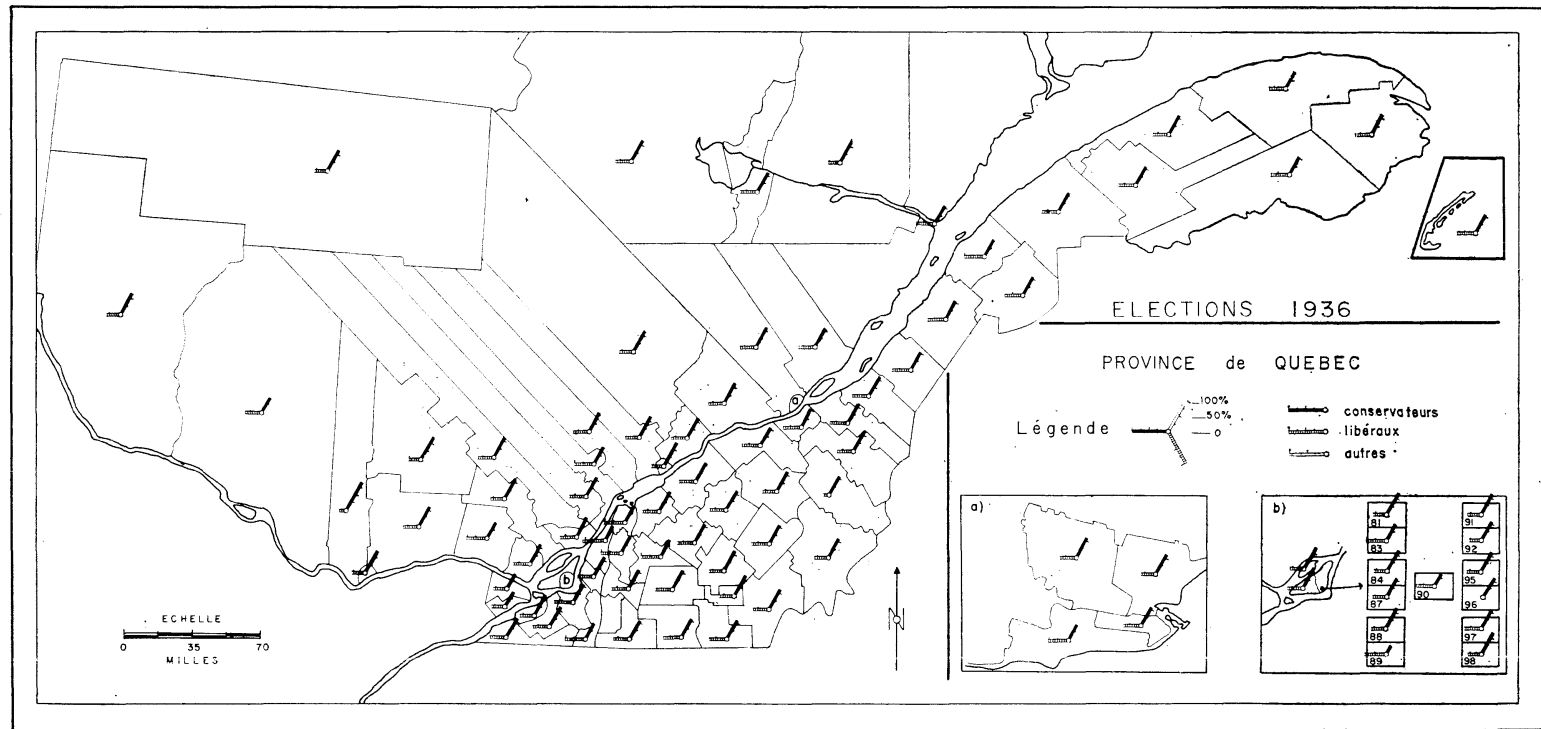 ELECTIONS 1936
PROVINCE de QUEBEC
Légende
100%
50%
0
conservateurs
libéraux
autres
a
b
N
ECHELLE
0 35 70
MILLES
a)
b)
81
83
84
87
88
89
90
91
92
95
96
97
98